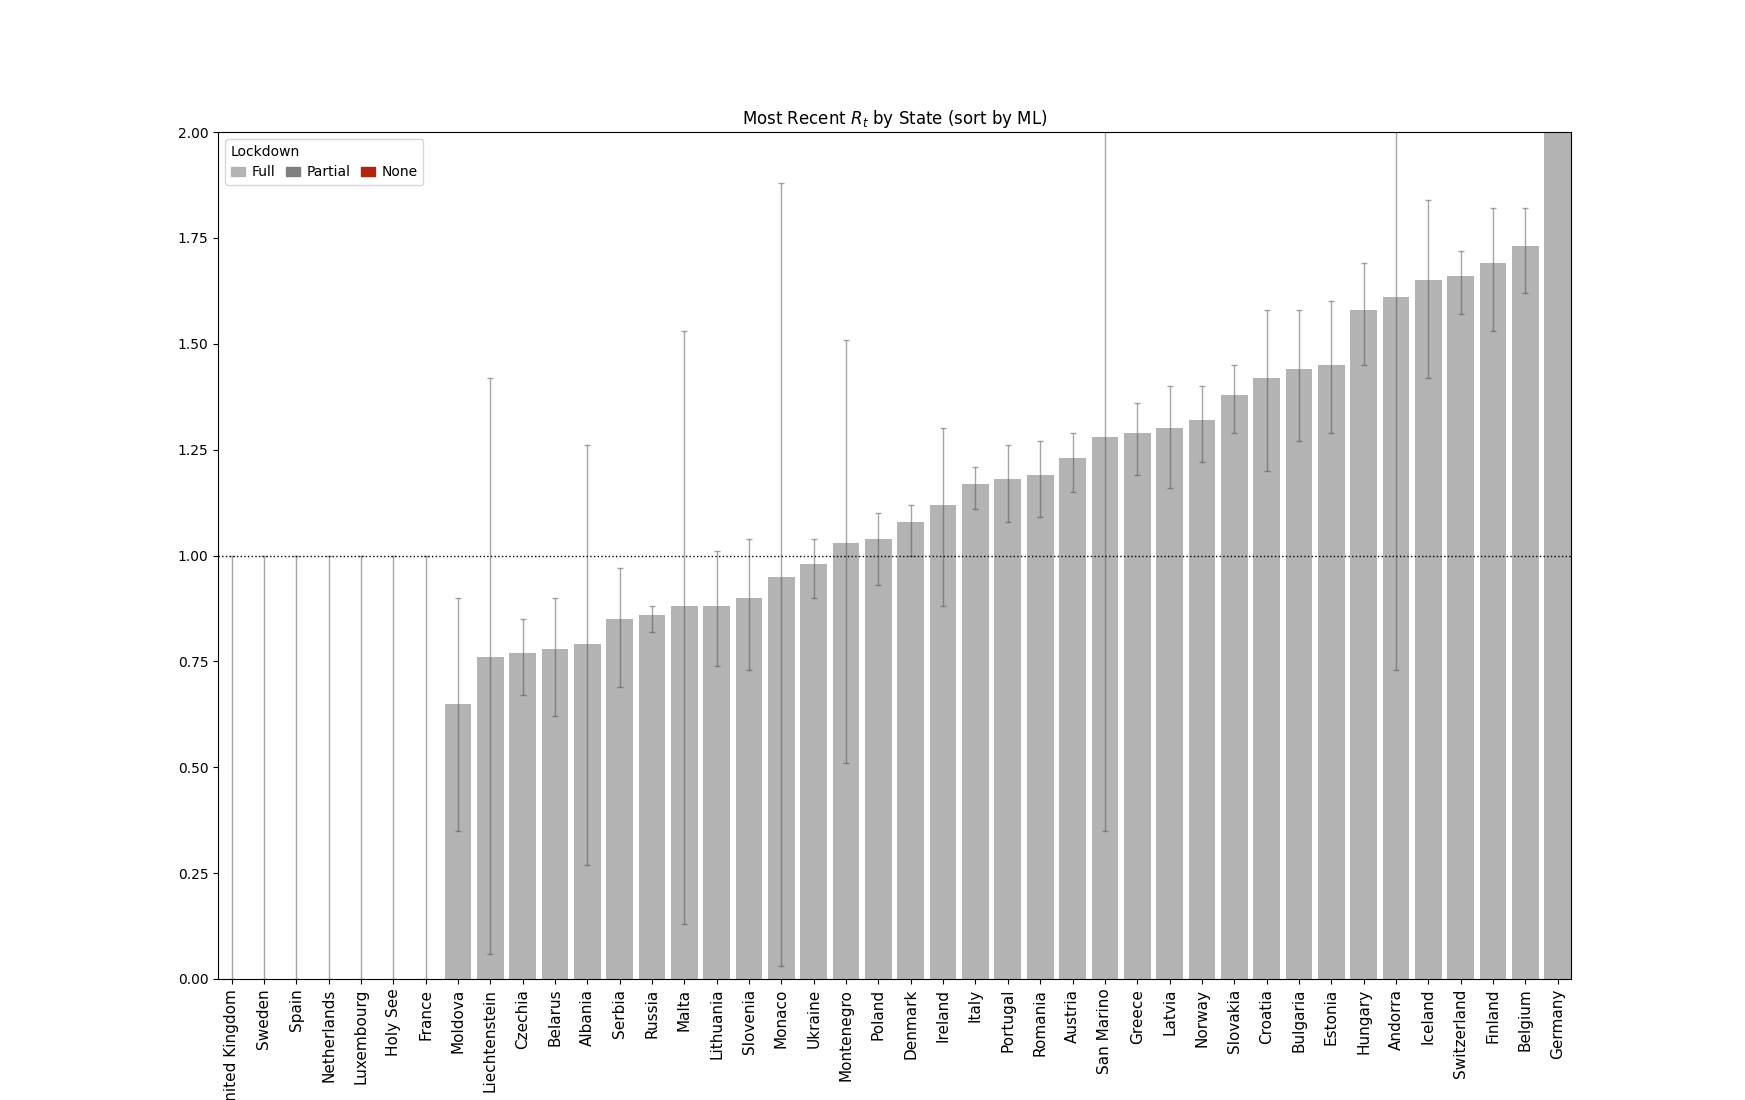 Most Recent R_t by State (sort by ML)
Lockdown
Full Partial None
2.00
1.75
1.50
1.25
1.00
0.75
0.50
0.25
0.00
nited Kingdom
Sweden
Spain
Netherlands
Luxembourg
Holy See
France
Moldova
Liechtenstein
Czechia
Belarus
Albania
Serbia
Russia
Malta
Lithuania
Slovenia
Monaco
Ukraine
Montenegro
Poland
Denmark
Ireland
Italy
Portugal
Romania
Austria
San Marino
Greece
Latvia
Norway
Slovakia
Croatia
Bulgaria
Estonia
Hungary
Andorra
Iceland
Switzerland
Finland
Belgium
Germany